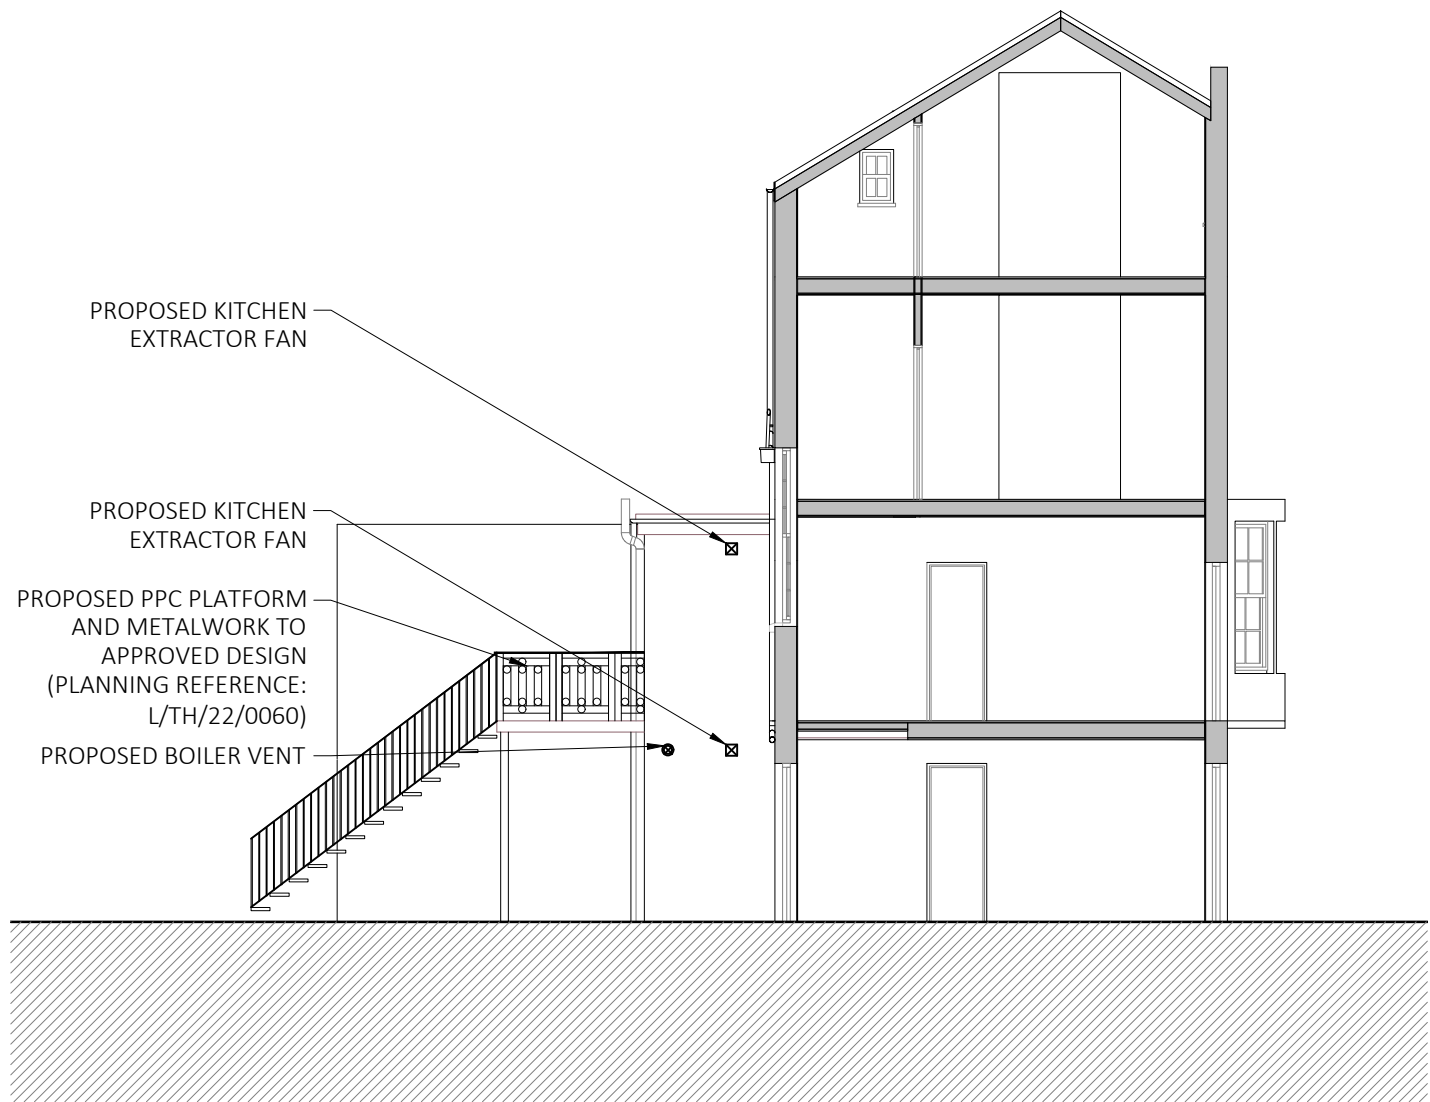 PROPOSED KITCHEN
EXTRACTOR FAN
PROPOSED KITCHEN
EXTRACTOR FAN
PROPOSED PPC PLATFORM
AND METALWORK TO
APPROVED DESIGN
(PLANNING REFERENCE:
L/TH/22/0060)
PROPOSED BOILER VENT